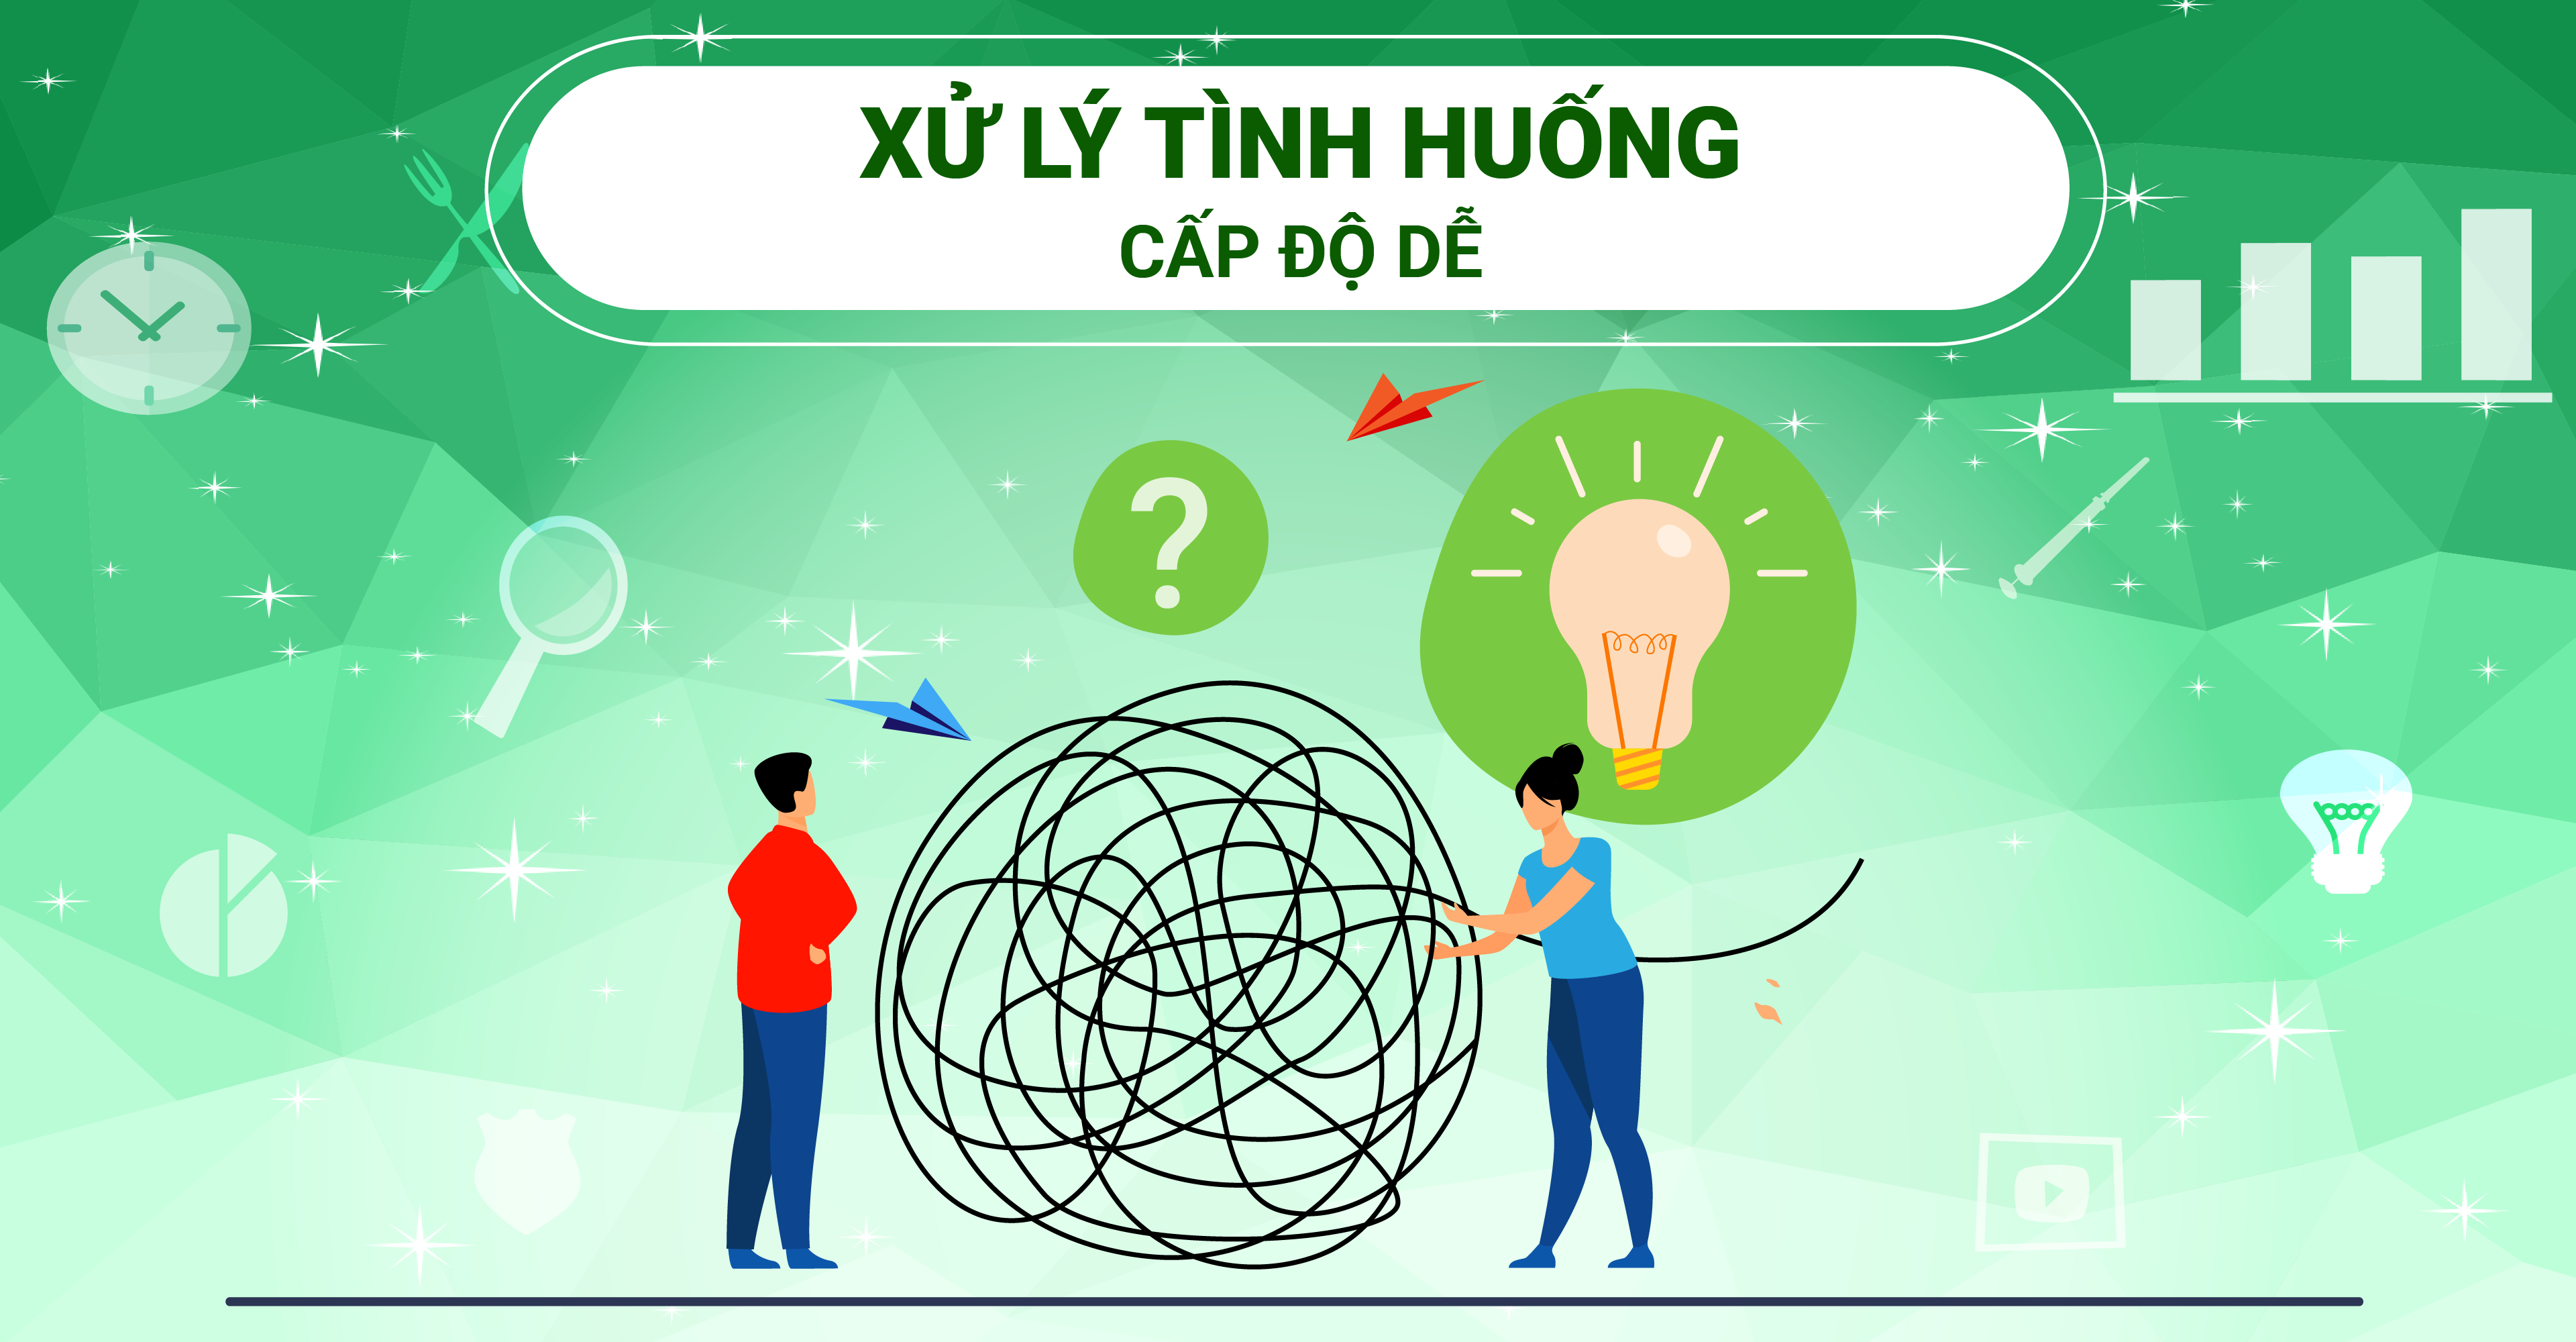 XỬ LÝ TÌNH HUỐNG
CẤP ĐỘ DỄ
?